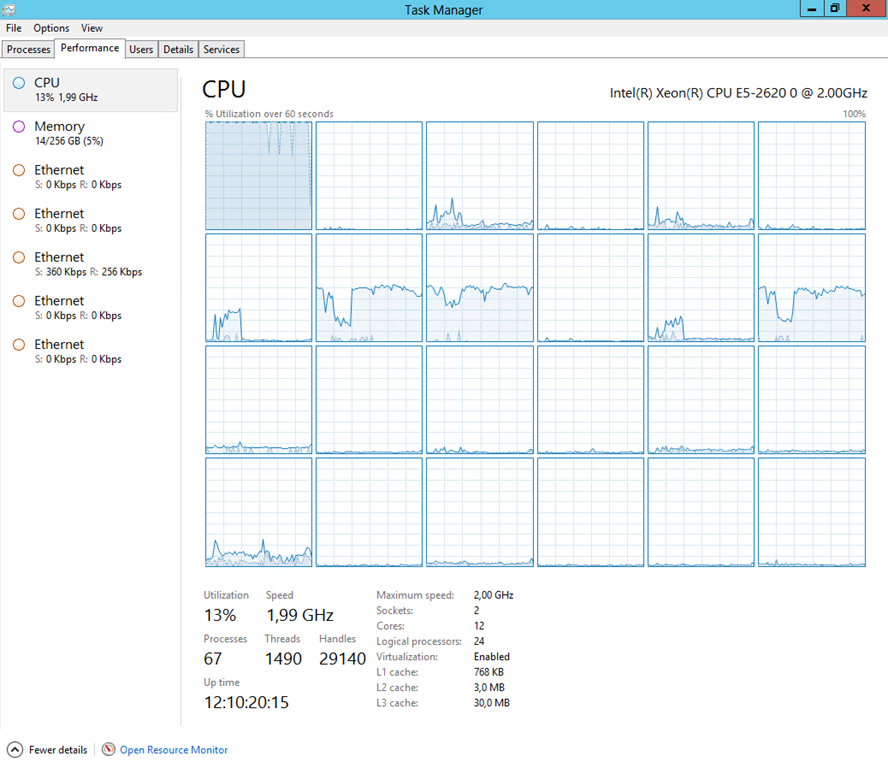 Task Manager
File Options View
Processes Performance Users Details Services
CPU
13% 1,99 GHz
Memory
14/256 GB (5%)
Ethernet
S: 0 Kbps R: 0 Kbps
Ethernet
S: 0 Kbps R: 0 Kbps
Ethernet
S: 360 Kbps R: 256 Kbps
Ethernet
S: 0 Kbps R: 0 Kbps
Ethernet
S: 0 Kbps R: 0 Kbps
CPU
Intel(R) Xeon(R) CPU E5-2620 0 @ 2.00GHz
% Utilization over 60 seconds
100%
Utilization Speed
13% 1,99 GHz
Processes Threads Handles
67 1490 29140
Up time
12:10:20:15
Maximum speed: 2,00 GHz
Sockets: 2
Cores: 12
Logical processors: 24
Virtualization: Enabled
L1 cache: 768 KB
L2 cache: 3,0 MB
L3 cache: 30,0 MB
Fewer details
Open Resource Monitor